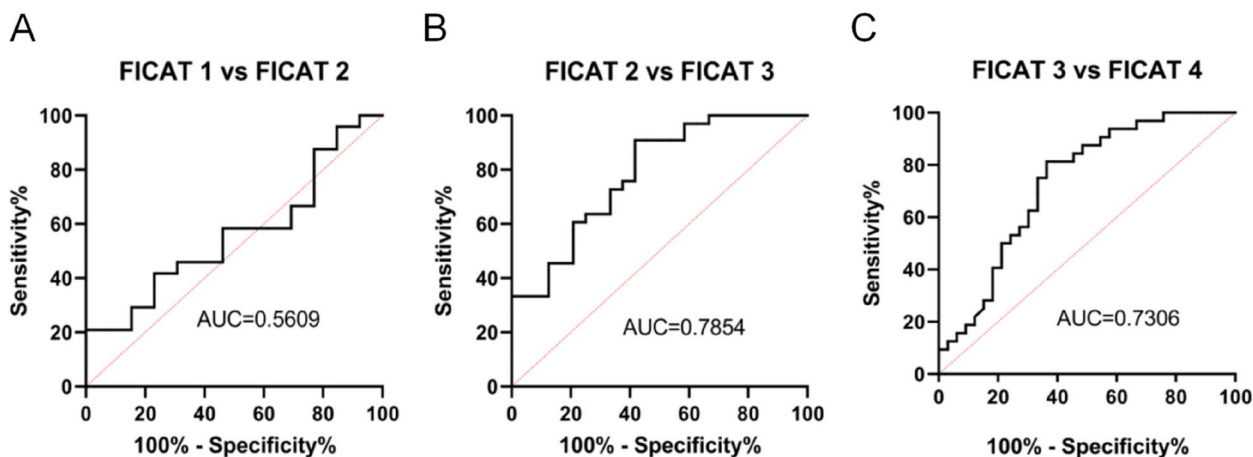 A
FICAT 1 vs FICAT 2
Sensitivity%
100
80
60
40
20
0
0 20 40 60 80 100
100% - Specificity%
AUC=0.5609
B
FICAT 2 vs FICAT 3
Sensitivity%
100
80
60
40
20
0
0 20 40 60 80 100
100% - Specificity%
AUC=0.7854
C
FICAT 3 vs FICAT 4
Sensitivity%
100
80
60
40
20
0
0 20 40 60 80 100
100% - Specificity%
AUC=0.7306